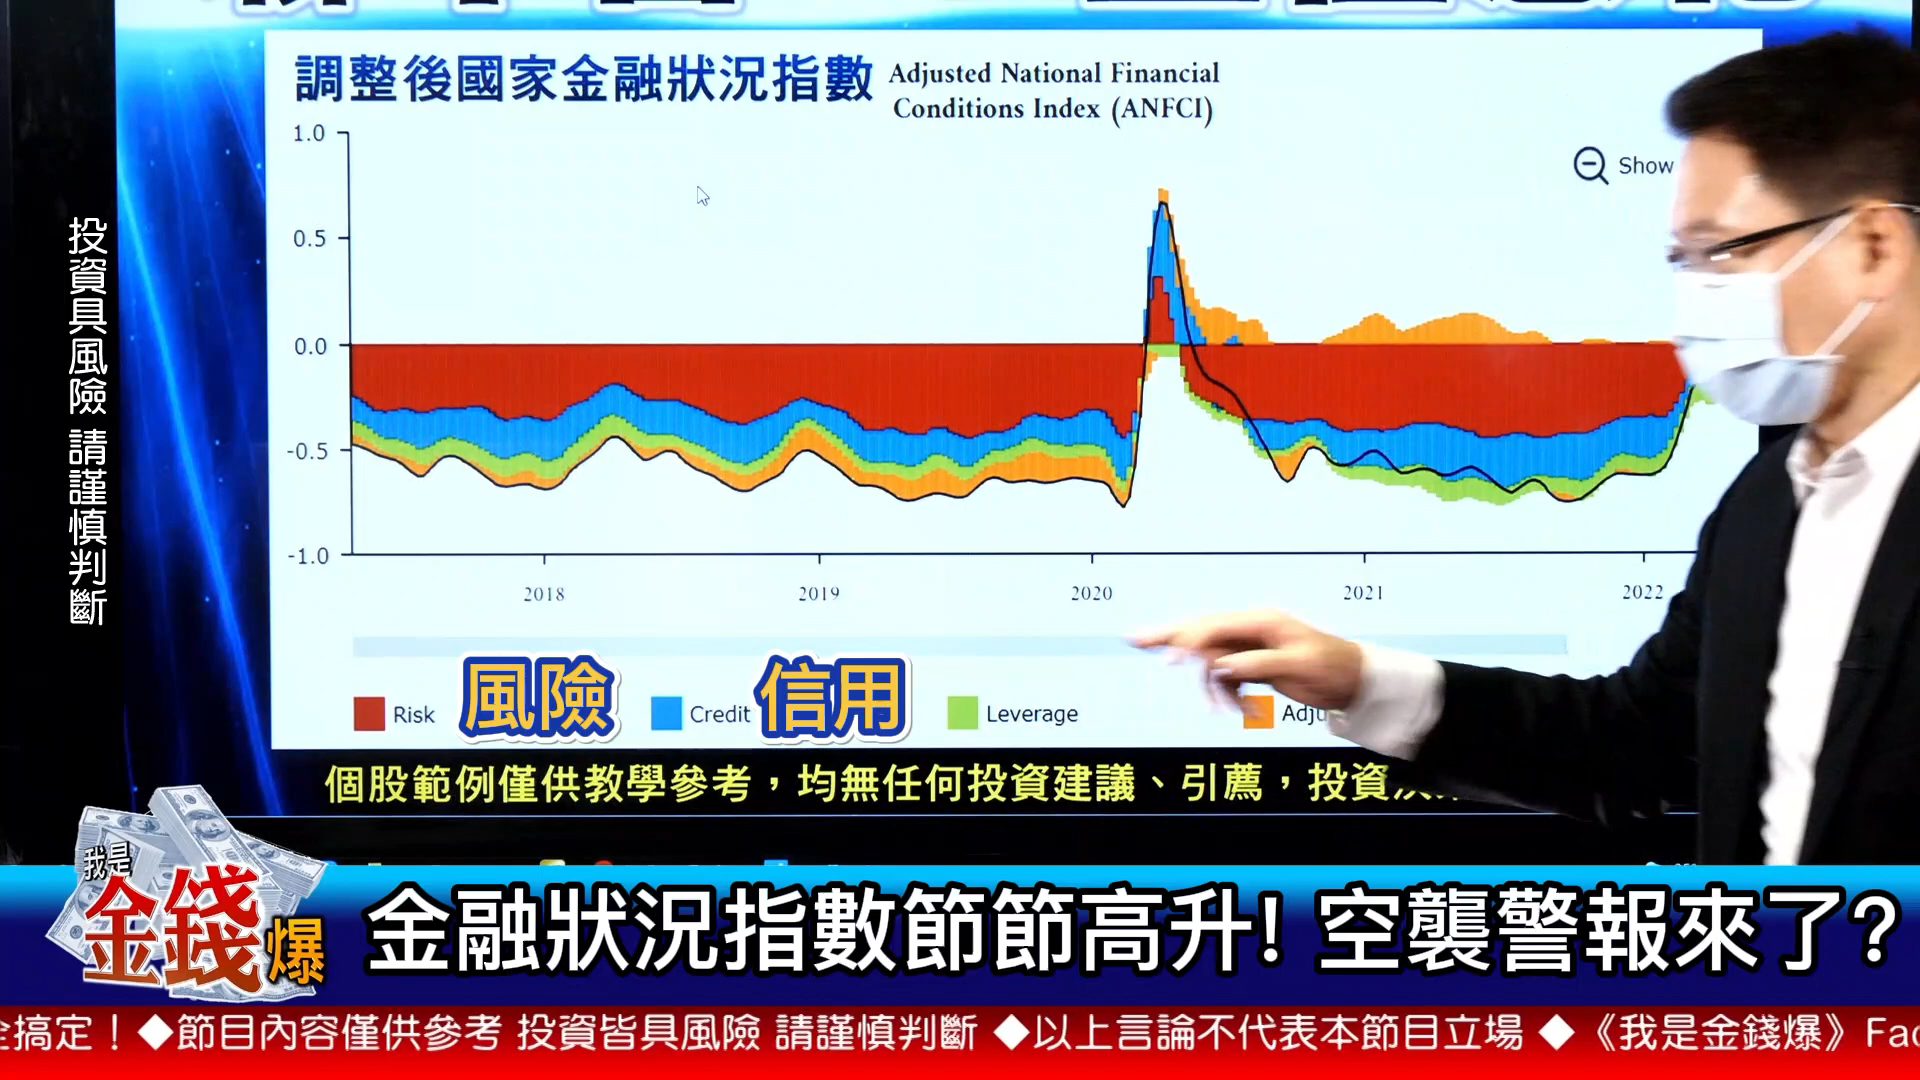 調整後國家金融狀況指數
Adjusted National Financial
Conditions Index (ANFCI)
1.0
0.5
0.0
-0.5
-1.0
Show
2018
2019
2020
2021
2022
Risk 風險
Credit 信用
Leverage
投資具風險 請謹慎判斷
個股範例僅供教學參考，均無任何投資建議、引薦，投資
我是
金錢爆
金融狀況指數節節高升! 空襲警報來了?
搞定！◆節目內容僅供參考 投資皆具風險 請謹慎判斷 ◆以上言論不代表本節目立場 ◆《我是金錢爆》